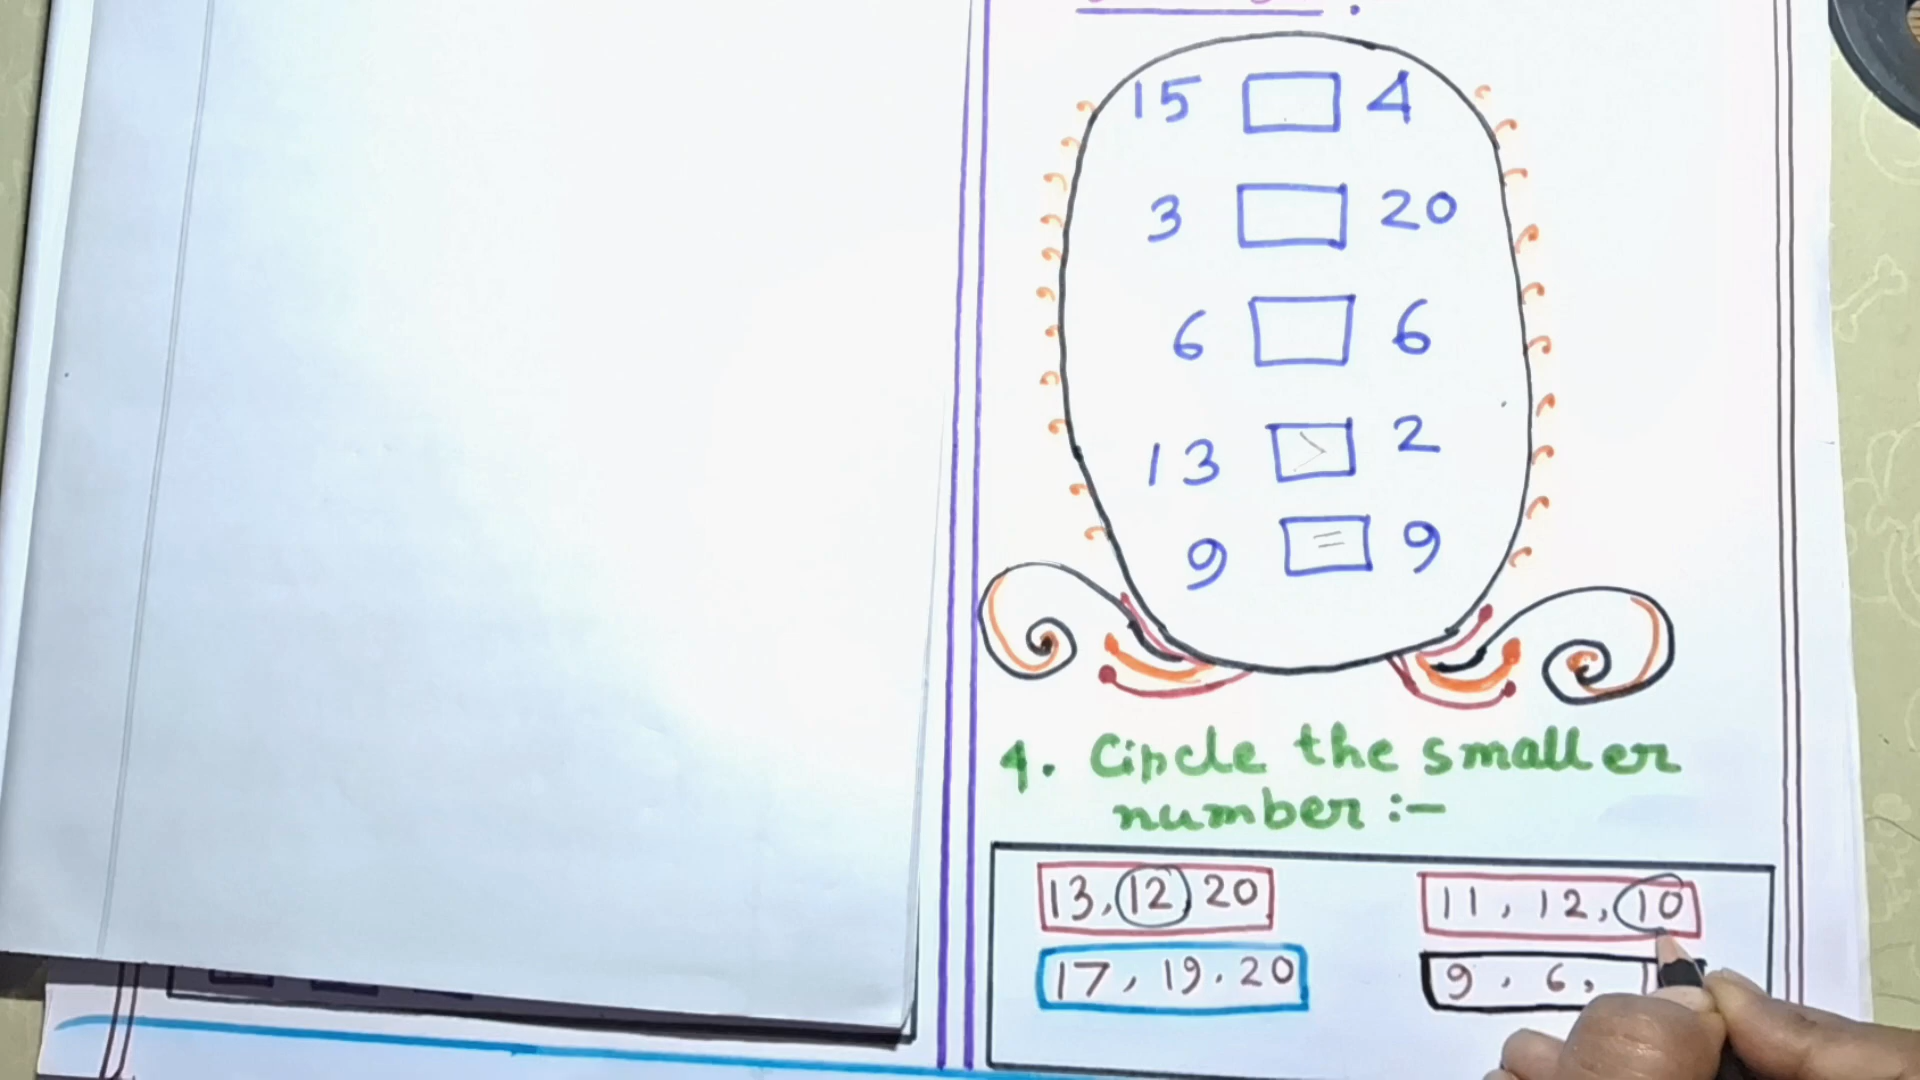 15 4
3 20
6 6
13 > 2
9 = 9
4. Circle the smaller
number :-
13, 12 20
11, 12, 10
17, 19. 20
9, 6,